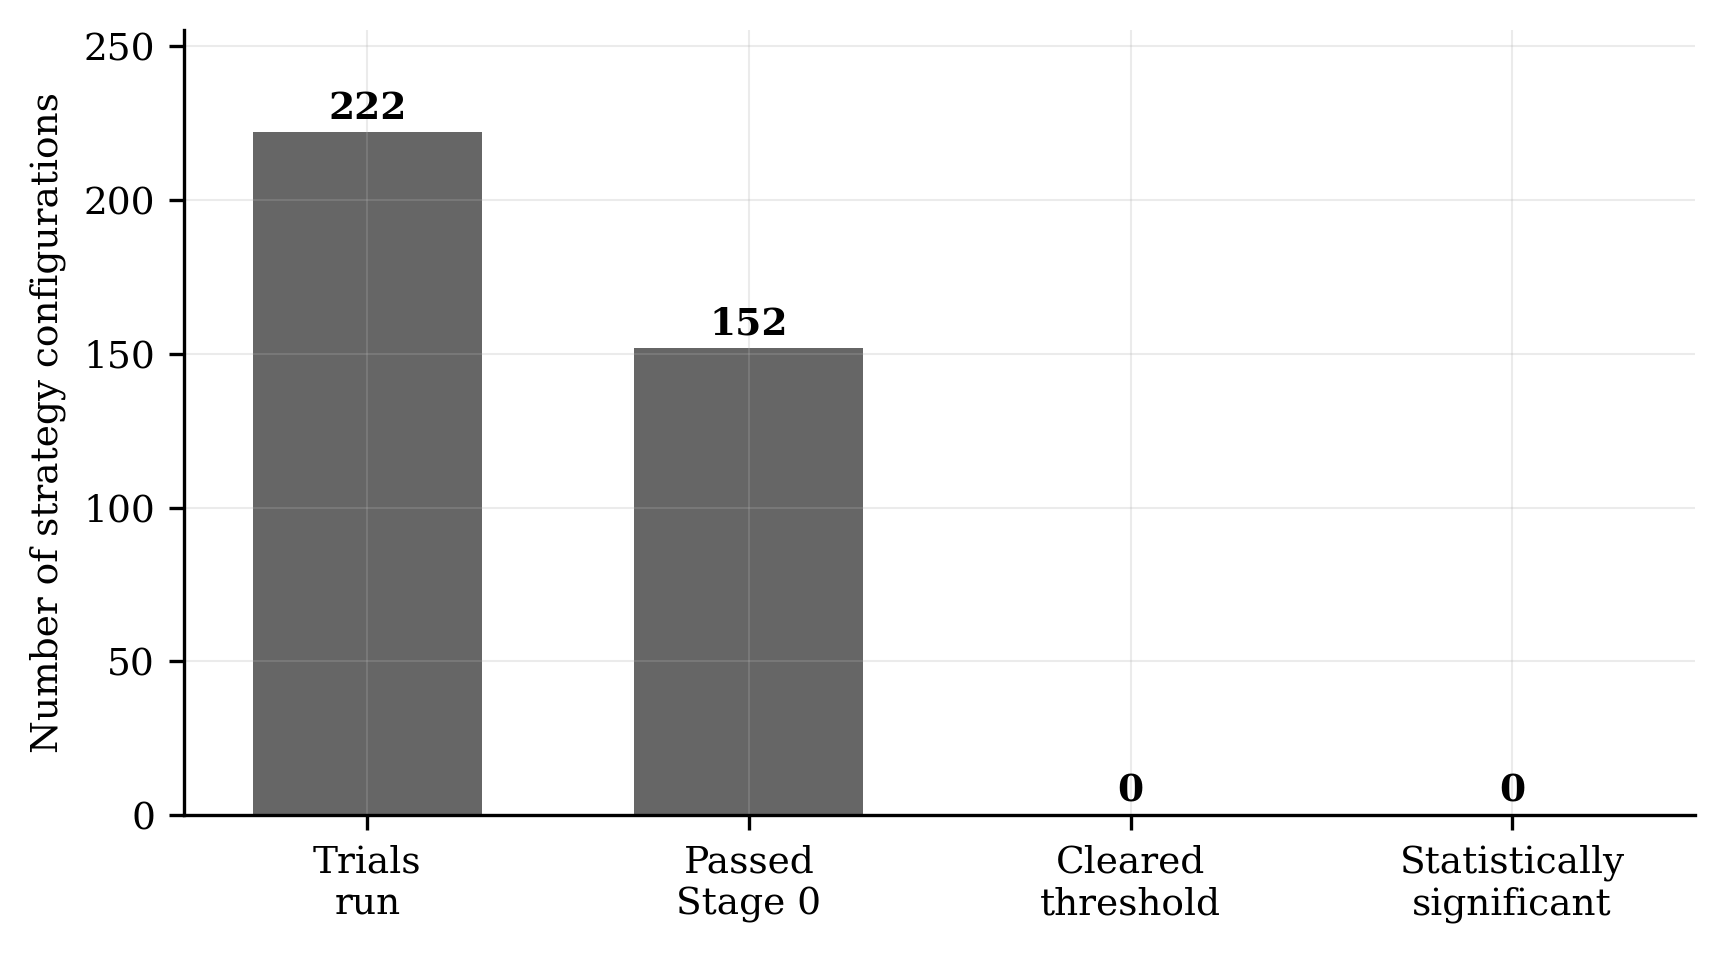 Number of strategy configurations
250
200
150
100
50
0
222
152
0
0
Trials
run
Passed
Stage 0
Cleared
threshold
Statistically
significant